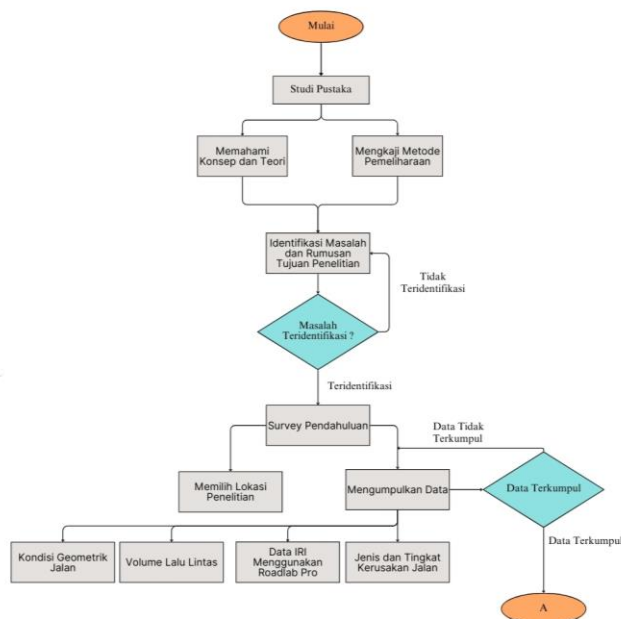 Mulai
Studi Pustaka
Memahami
Konsep dan Teori
Mengkaji Metode
Pemeliharaan
Identifikasi Masalah
dan Rumusan
Tujuan Penelitian
Tidak
Teridentifikasi
Masalah
Teridentifikasi ?
Teridentifikasi
Survey Pendahuluan
Data Tidak
Terkumpul
Memilih Lokasi
Penelitian
Mengumpulkan Data
Data Terkumpul
Data Terkumpul
Kondisi Geometrik
Jalan
Volume Lalu Lintas
Data IRI
Menggunakan
Roadlab Pro
Jenis dan Tingkat
Kerusakan Jalan
A